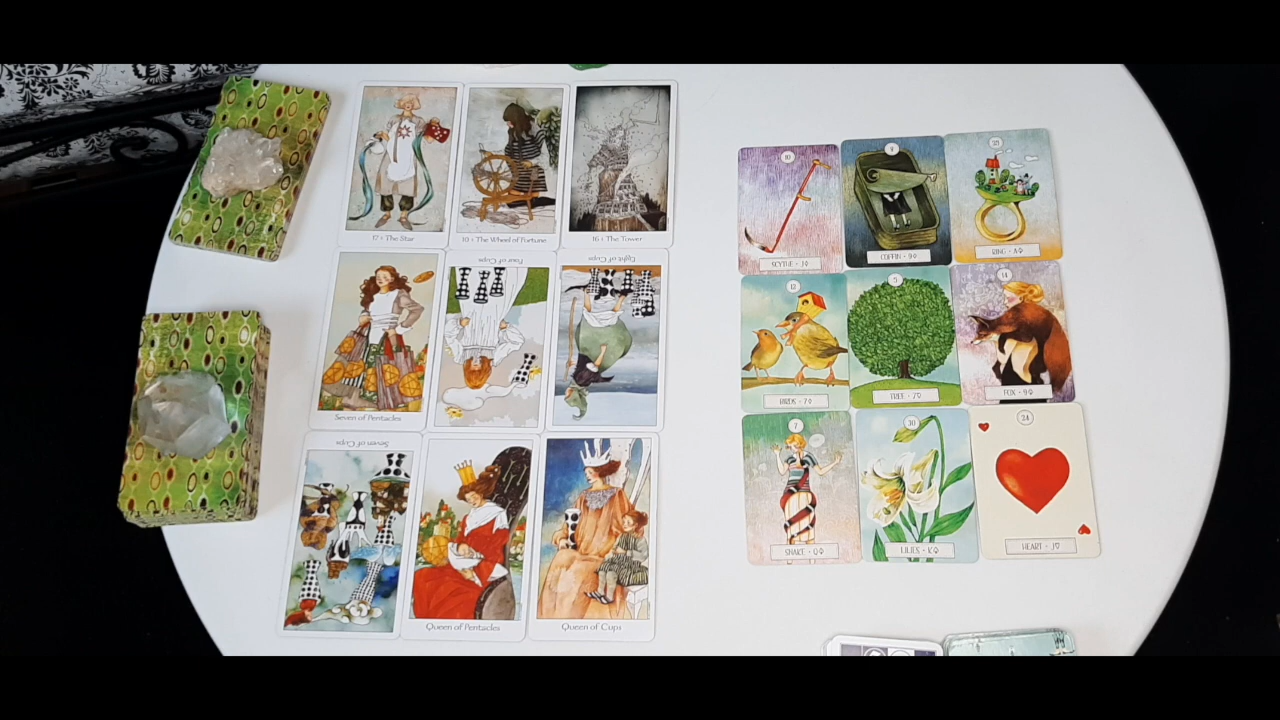 17 : The Star
10 : The Wheel of Fortune
16 : The Tower
Seven of Pentacles
Four of Cups
Eight of Cups
Seven of Cups
Queen of Pentacles
Queen of Cups
10
SCYTHE - J♢
COFFIN - 9♢
RING - A♧
12
BIRDS - 7♢
5
TREE - 7♡
14
FOX - 9♧
7
SNAKE - Q♧
30
LILIES - K♤
24
HEART - J♡